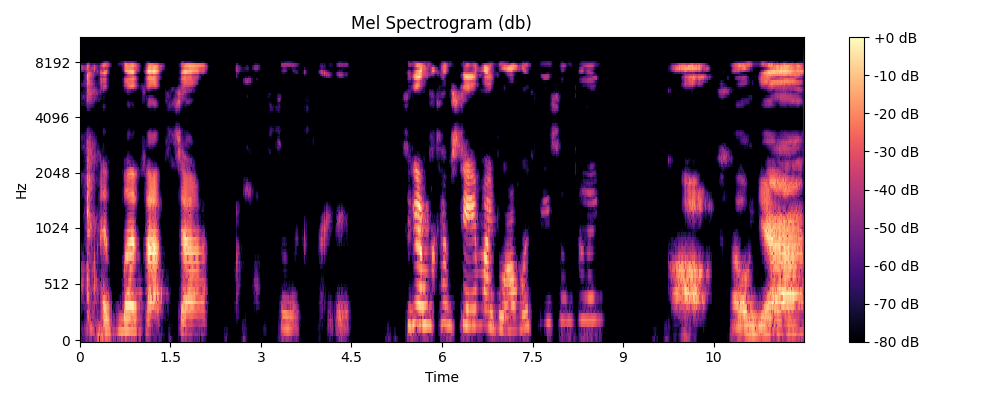 Mel Spectrogram (db)
8192
4096
2048
1024
512
0
Hz
0 1.5 3 4.5 6 7.5 9 10
Time
+0 dB
-10 dB
-20 dB
-30 dB
-40 dB
-50 dB
-60 dB
-70 dB
-80 dB